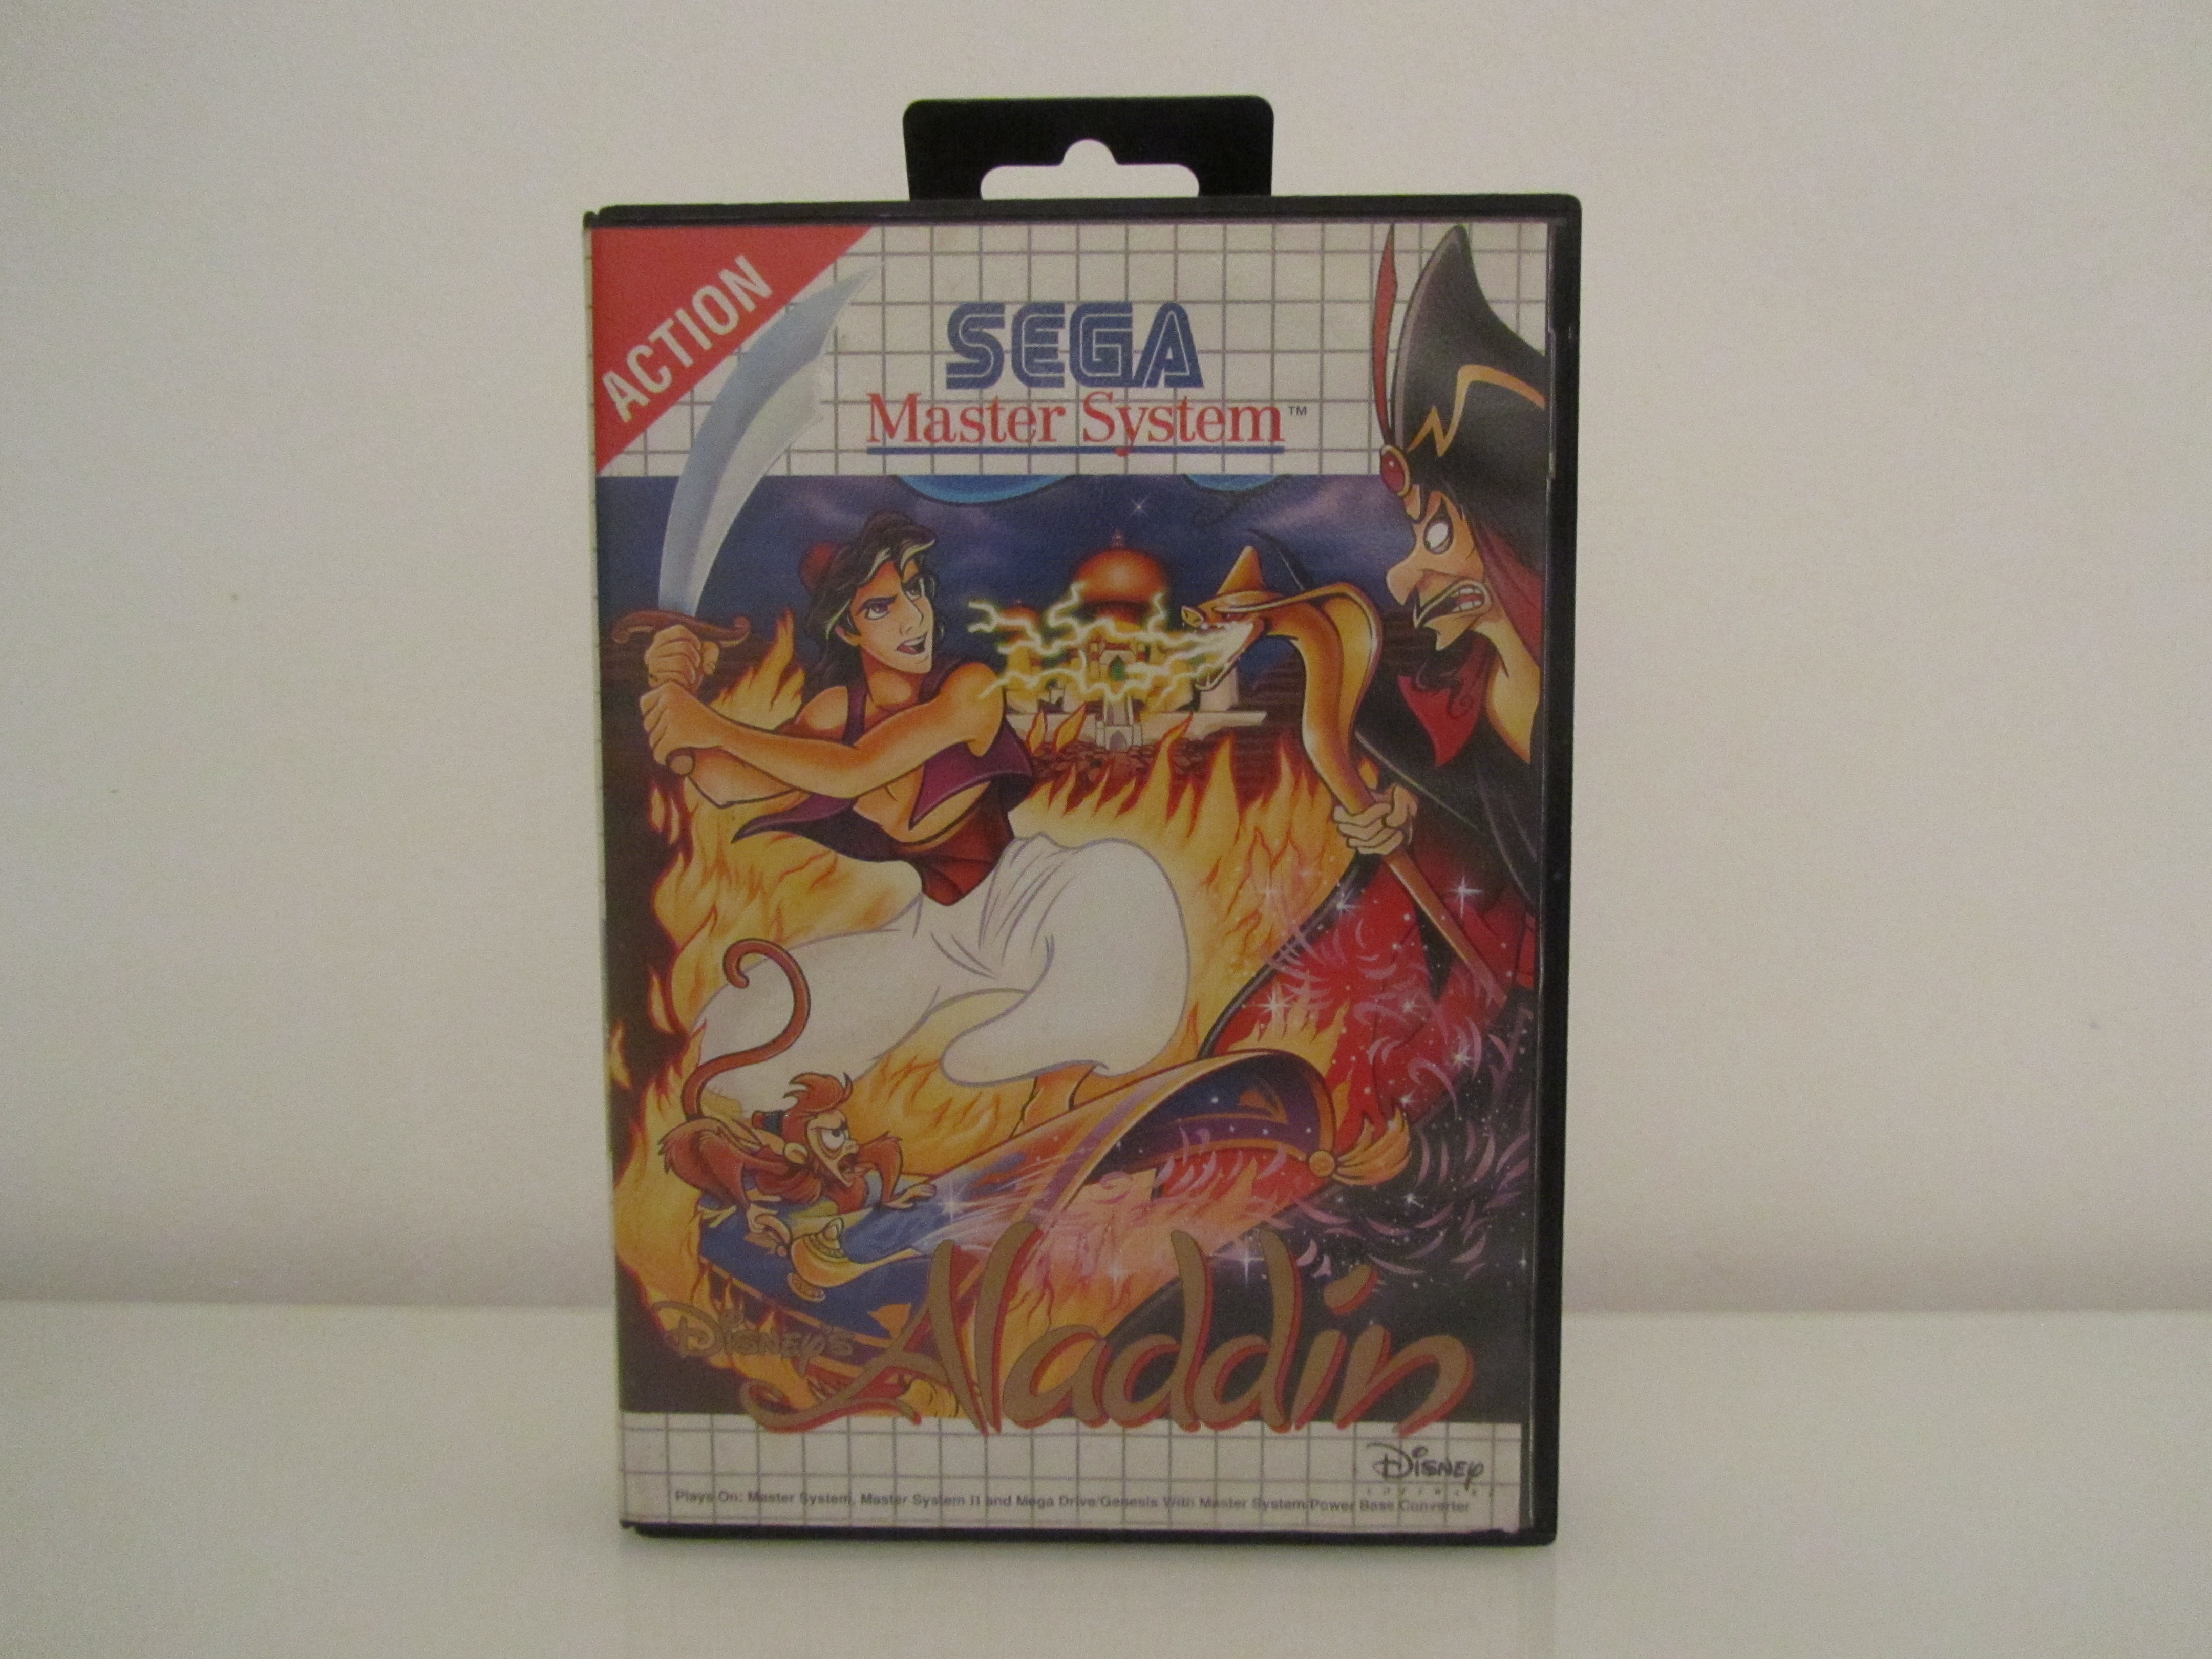 ACTION
SEGA
Master System™
Disney's Aladdin
Disney
SOFTWARE
Plays On: Master System, Master System II and Mega Drive/Genesis With Master System/Power Base Converter